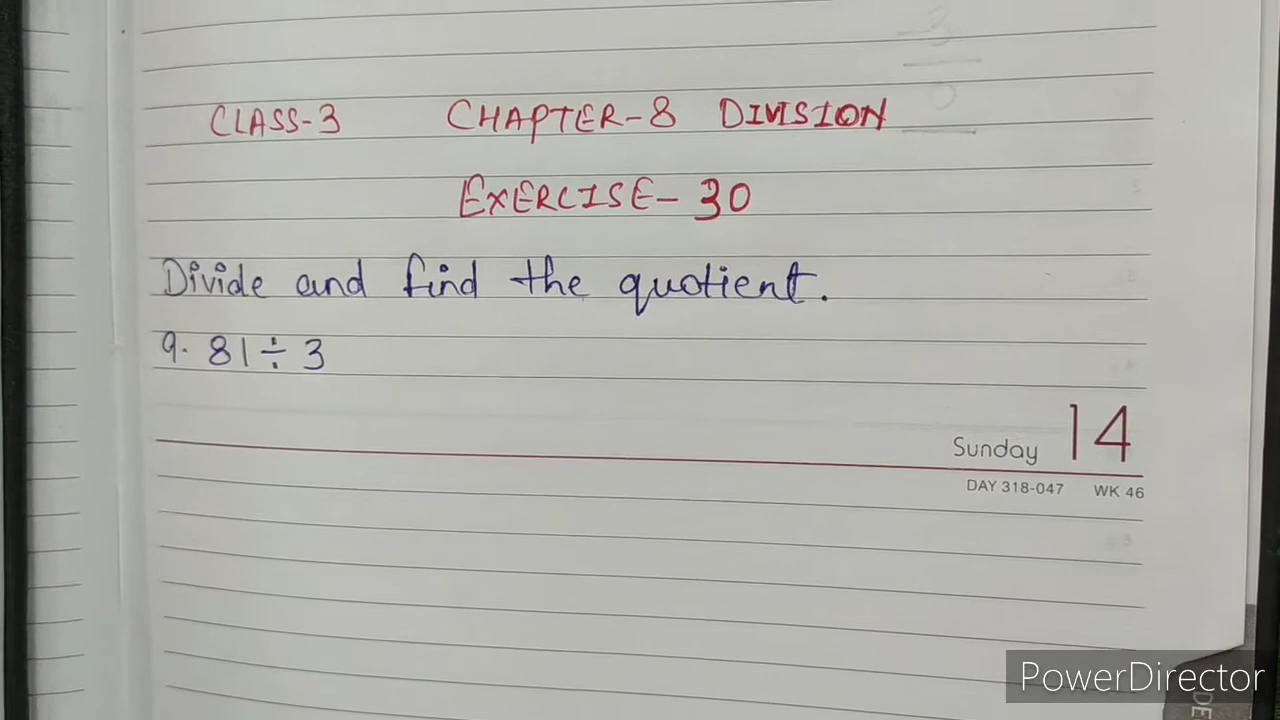 CLASS-3 CHAPTER-8 DIVISION
EXERCISE-30
Divide and find the quotient.
9. 81 ÷ 3
Sunday 14
DAY 318-047 WK 46
PowerDirector